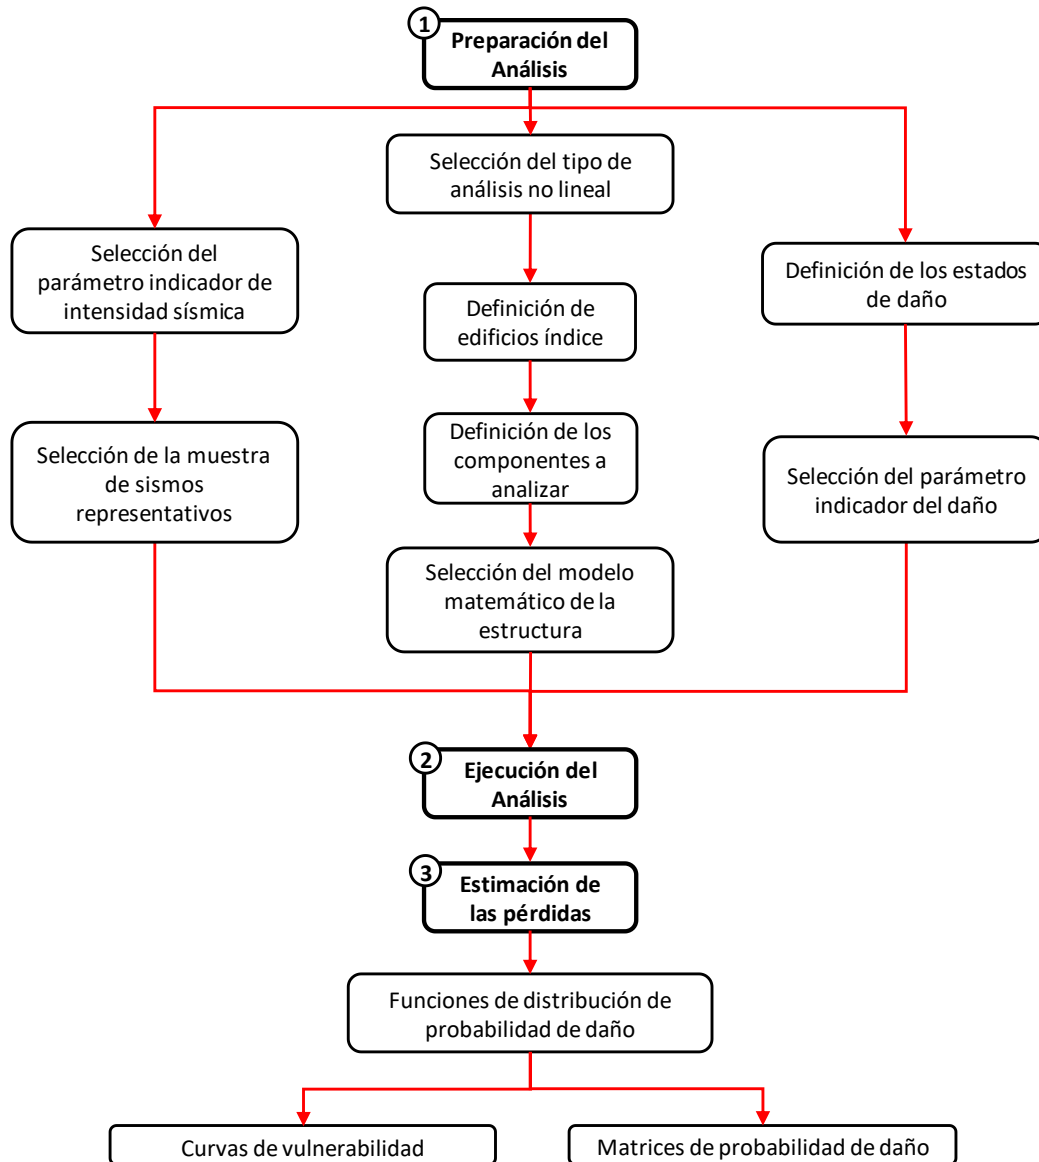 1
Preparación del
Análisis
Selección del tipo de
análisis no lineal
Selección del
parámetro indicador de
intensidad sísmica
Definición de
edificios índice
Definición de los estados
de daño
Selección de la muestra
de sismos
representativos
Definición de los
componentes a
analizar
Selección del parámetro
indicador del daño
Selección del modelo
matemático de la
estructura
2
Ejecución del
Análisis
3
Estimación de
las pérdidas
Funciones de distribución de
probabilidad de daño
Curvas de vulnerabilidad
Matrices de probabilidad de daño